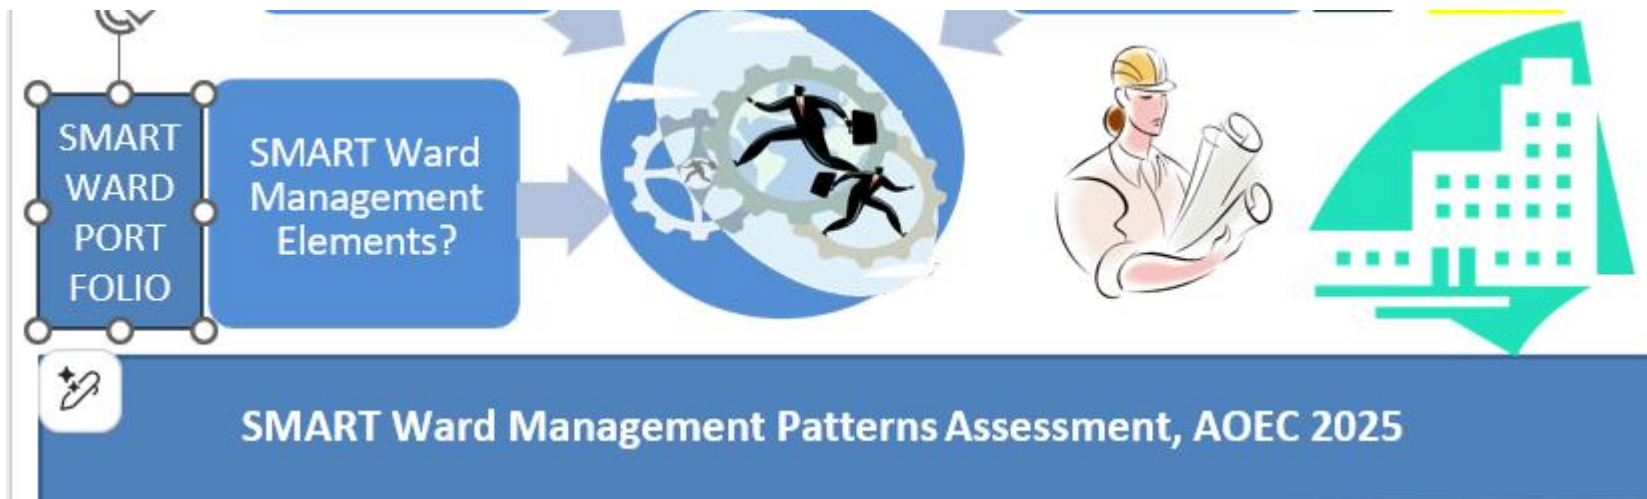 SMART
WARD
PORT
FOLIO
SMART Ward
Management
Elements?
SMART Ward Management Patterns Assessment, AOEC 2025